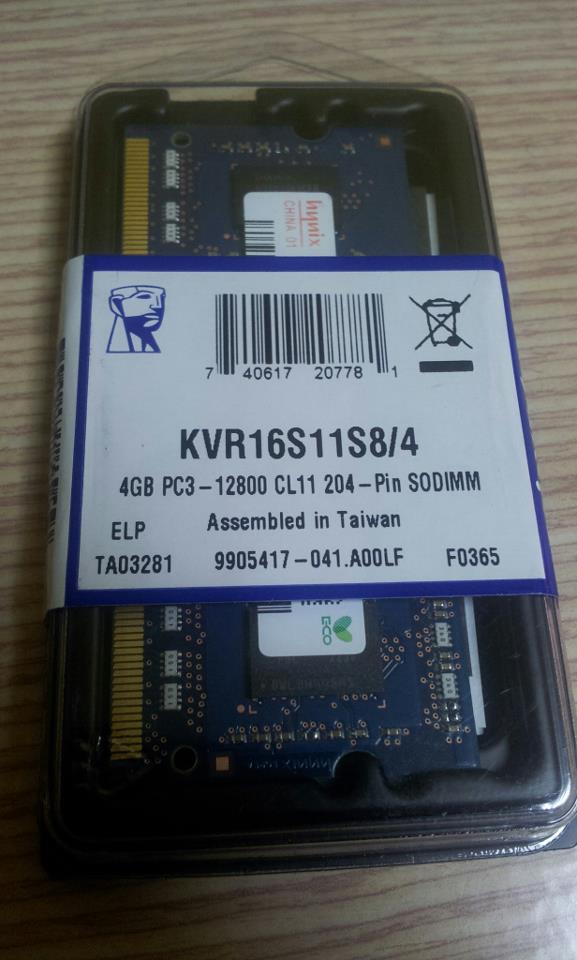 hynix
CHINA 01
7 40617 20778 1
KVR16S11S8/4
4GB PC3-12800 CL11 204-Pin SODIMM
ELP Assembled in Taiwan
TA03281 9905417-041.A00LF F0365
ECO